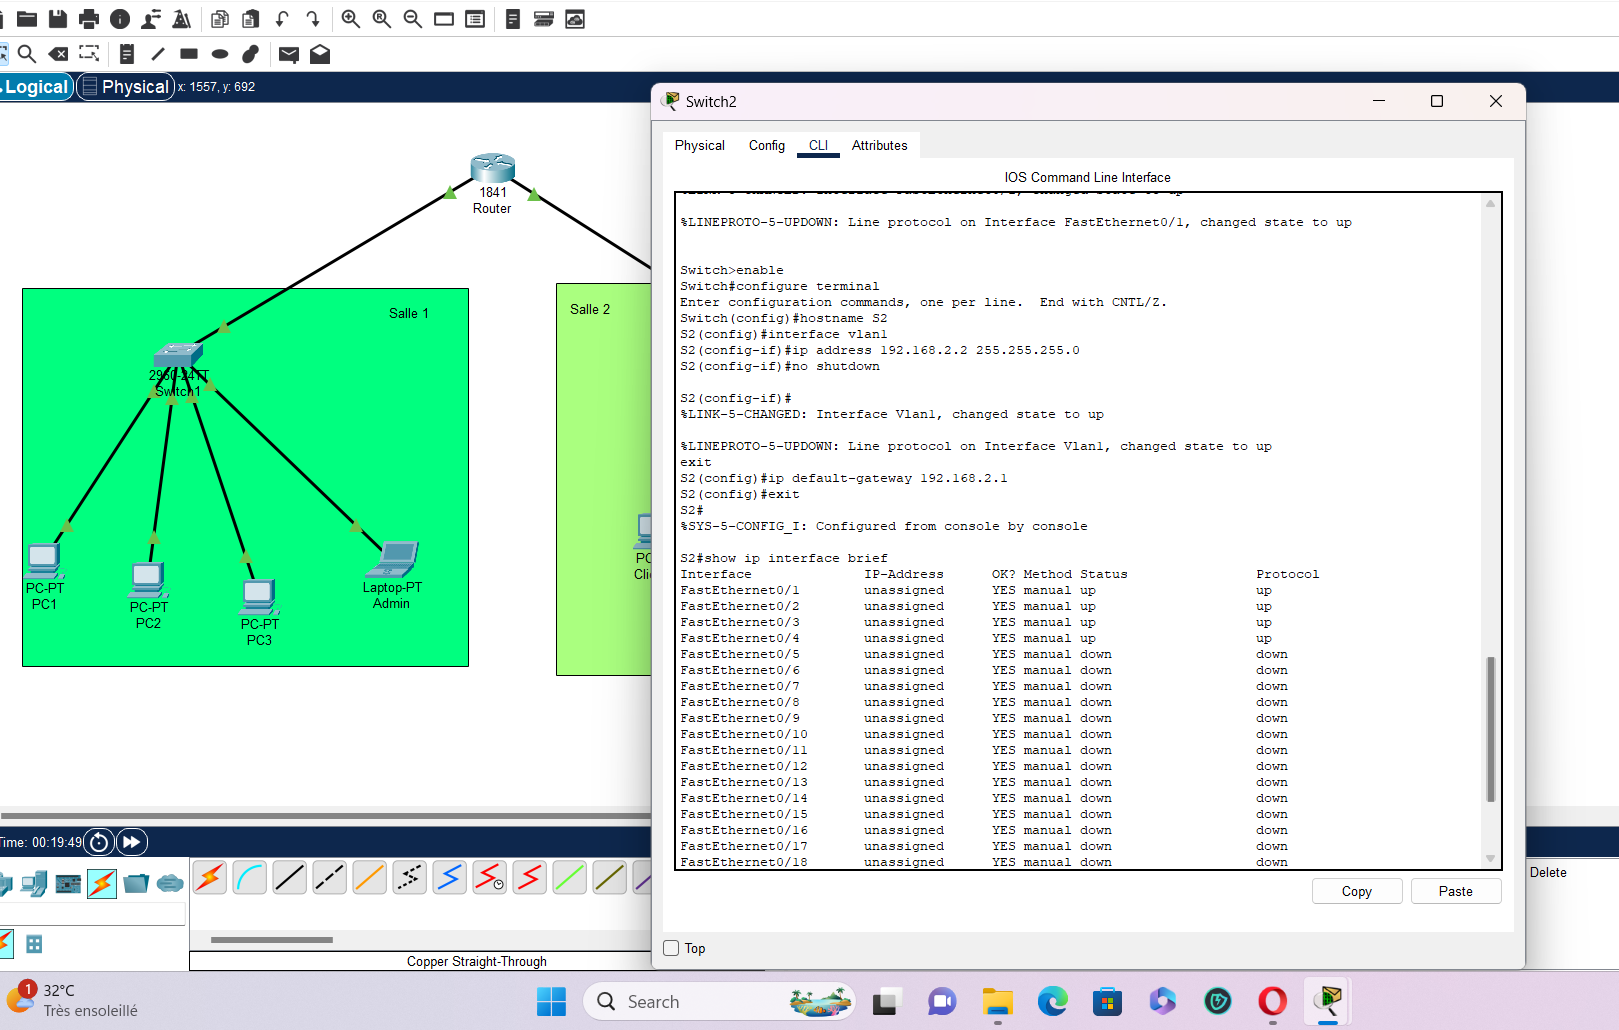 Logical
Physical
x: 1557, y: 692
1841
Router
Salle 1
2960-24TT
Switch1
PC-PT
PC1
PC-PT
PC2
PC-PT
PC3
Laptop-PT
Admin
Salle 2
PC
Cli
Switch2
Physical
Config
CLI
Attributes
IOS Command Line Interface
%LINEPROTO-5-UPDOWN: Line protocol on Interface FastEthernet0/1, changed state to up
Switch>enable
Switch#configure terminal
Enter configuration commands, one per line.  End with CNTL/Z.
Switch(config)#hostname S2
S2(config)#interface vlan1
S2(config-if)#ip address 192.168.2.2 255.255.255.0
S2(config-if)#no shutdown
S2(config-if)#
%LINK-5-CHANGED: Interface Vlan1, changed state to up
%LINEPROTO-5-UPDOWN: Line protocol on Interface Vlan1, changed state to up
exit
S2(config)#ip default-gateway 192.168.2.1
S2(config)#exit
S2#
%SYS-5-CONFIG_I: Configured from console by console
S2#show ip interface brief
Interface              IP-Address      OK? Method Status                Protocol
FastEthernet0/1        unassigned      YES manual up                    up
FastEthernet0/2        unassigned      YES manual up                    up
FastEthernet0/3        unassigned      YES manual up                    up
FastEthernet0/4        unassigned      YES manual up                    up
FastEthernet0/5        unassigned      YES manual down                  down
FastEthernet0/6        unassigned      YES manual down                  down
FastEthernet0/7        unassigned      YES manual down                  down
FastEthernet0/8        unassigned      YES manual down                  down
FastEthernet0/9        unassigned      YES manual down                  down
FastEthernet0/10       unassigned      YES manual down                  down
FastEthernet0/11       unassigned      YES manual down                  down
FastEthernet0/12       unassigned      YES manual down                  down
FastEthernet0/13       unassigned      YES manual down                  down
FastEthernet0/14       unassigned      YES manual down                  down
FastEthernet0/15       unassigned      YES manual down                  down
FastEthernet0/16       unassigned      YES manual down                  down
FastEthernet0/17       unassigned      YES manual down                  down
FastEthernet0/18       unassigned      YES manual down                  down
Copy
Paste
Top
Time: 00:19:49
Delete
Copper Straight-Through
1
32°C
Très ensoleillé
Search